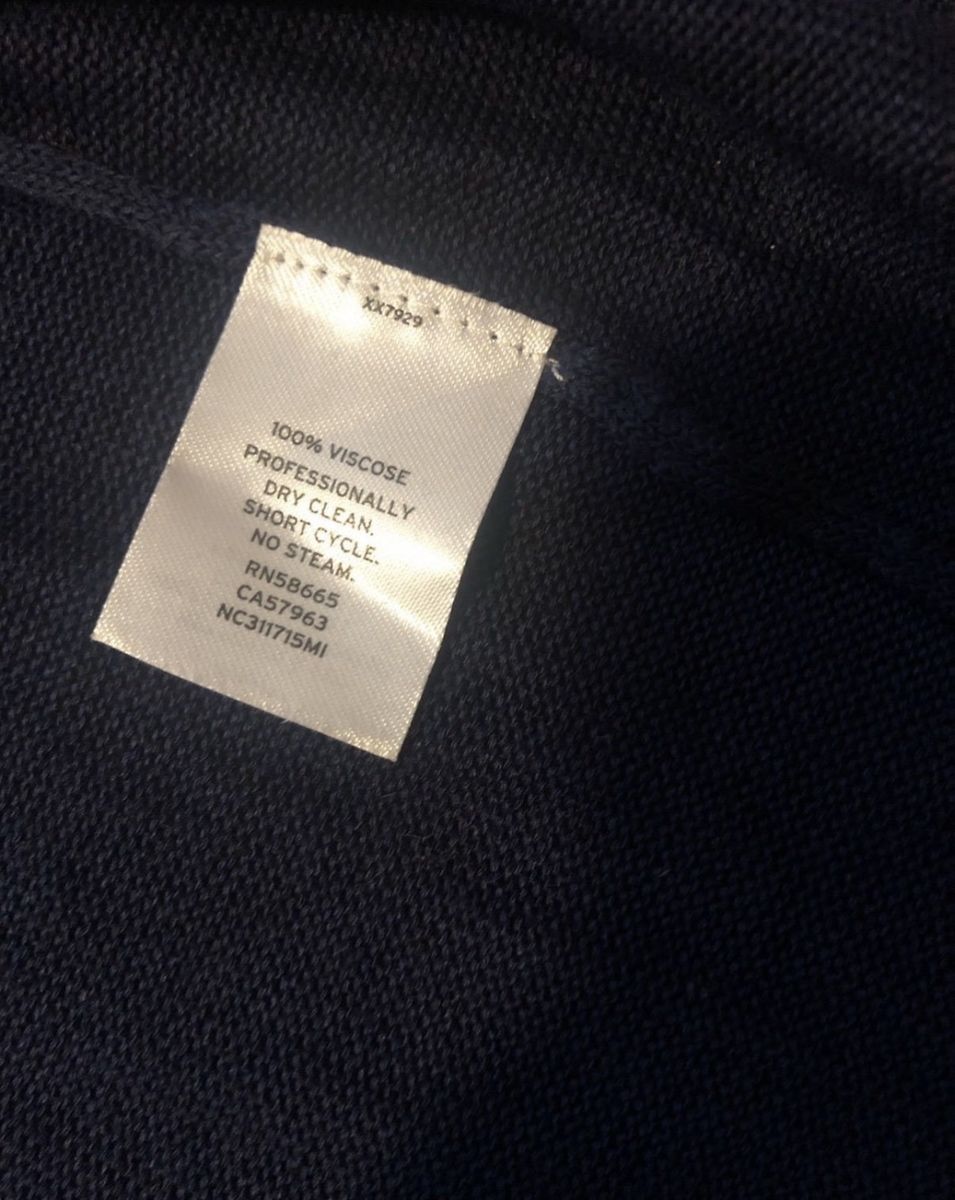 XX7929
100% VISCOSE
PROFESSIONALLY
DRY CLEAN.
SHORT CYCLE.
NO STEAM.
RN58665
CA57963
NC311715MI